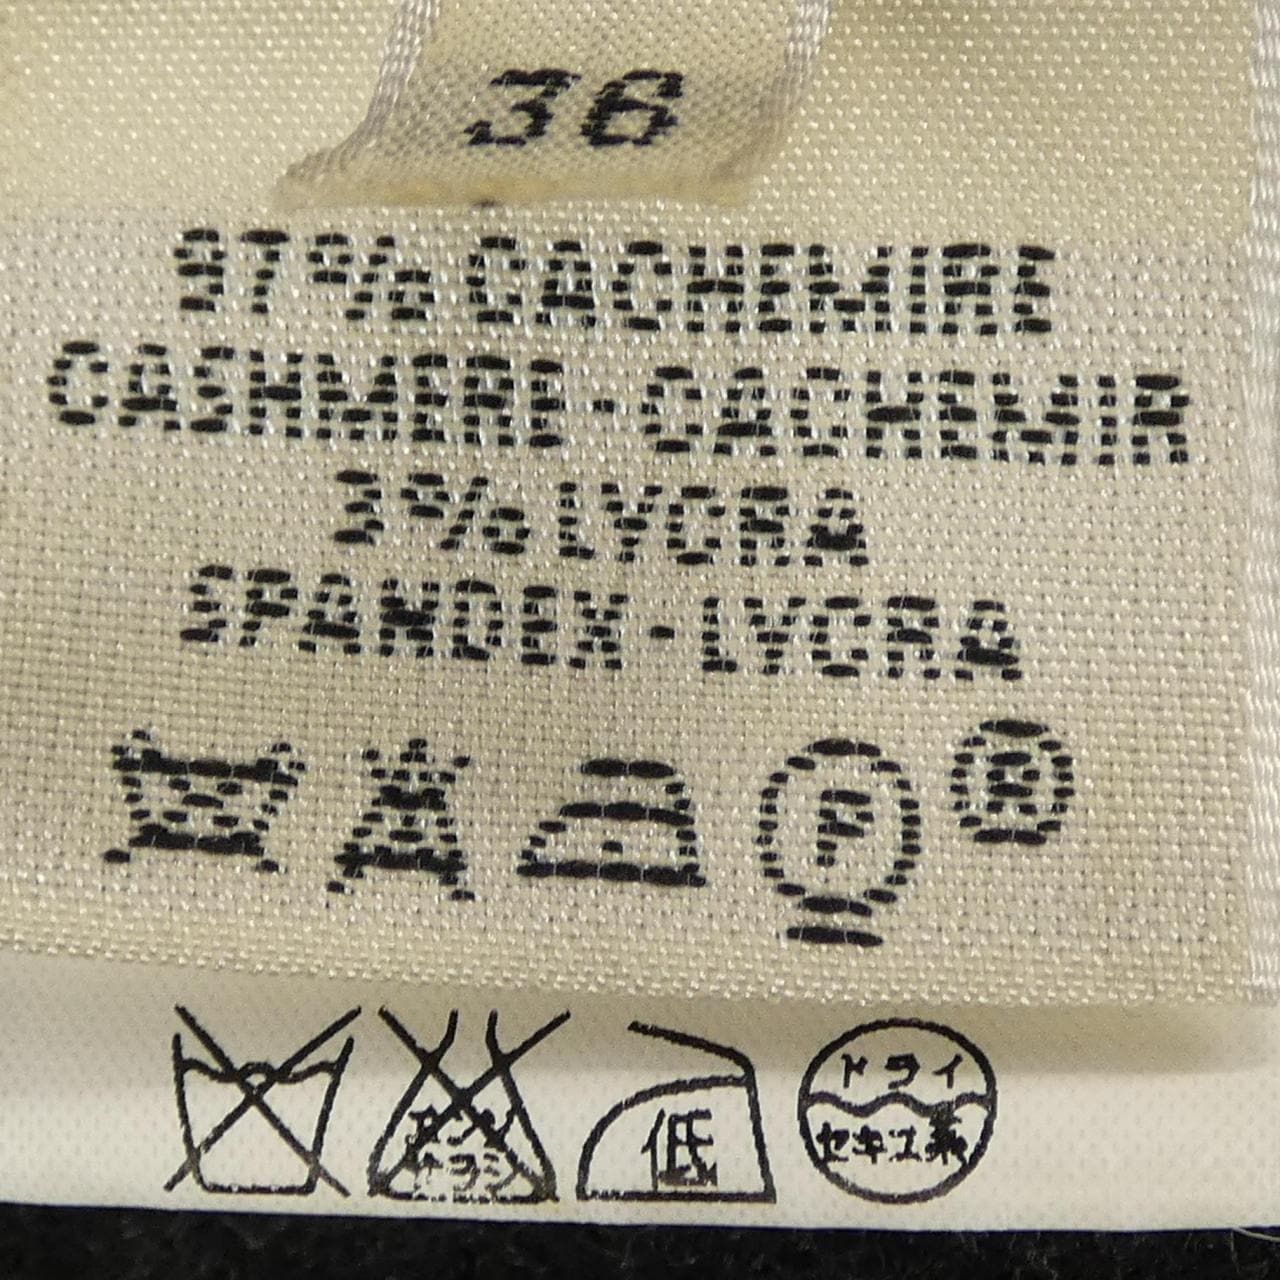 36
97% CACHEMIRE
CASHMERE-CACHEMIR
3% LYCRA
SPANDEX-LYCRA
P R
低 ドライ
セキユ系